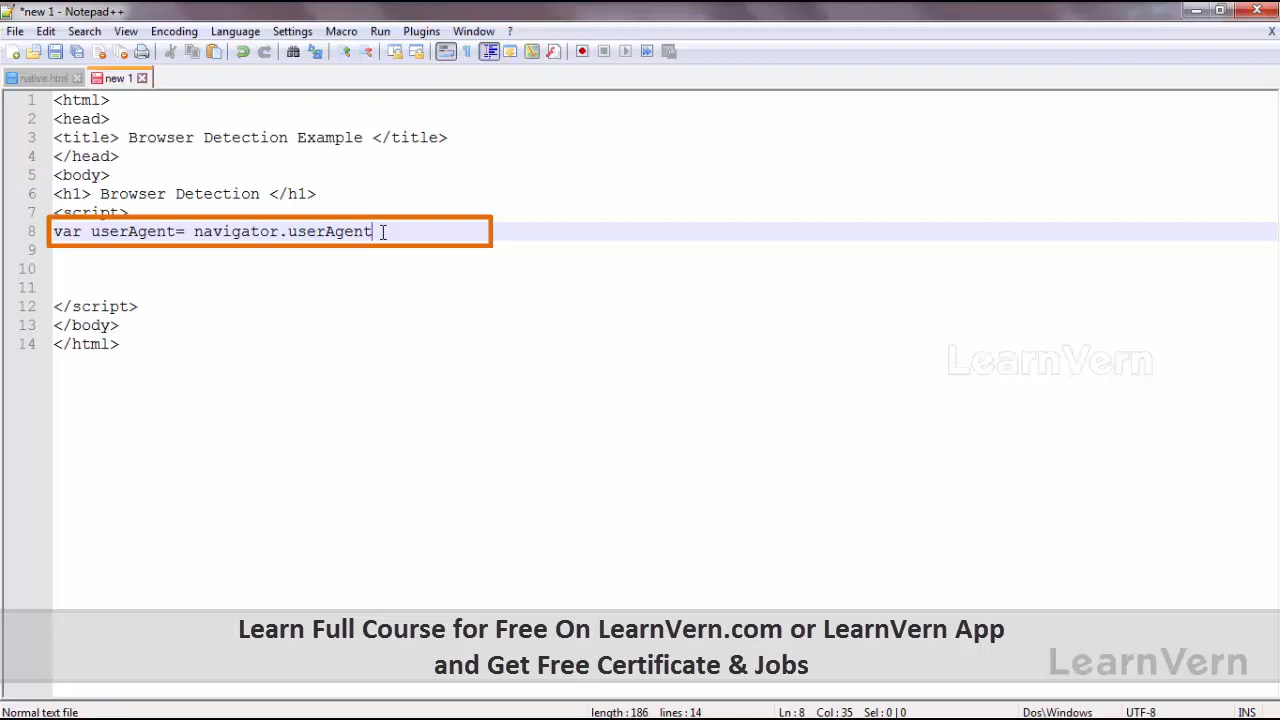 *new 1 - Notepad++
File Edit Search View Encoding Language Settings Macro Run Plugins Window ? X
native.html new 1
1 <html>
2 <head>
3 <title> Browser Detection Example </title>
4 </head>
5 <body>
6 <h1> Browser Detection </h1>
7 <script>
8 var userAgent= navigator.userAgent
9
10
11
12 </script>
13 </body>
14 </html>
LearnVern
Learn Full Course for Free On LearnVern.com or LearnVern App
and Get Free Certificate & Jobs
LearnVern
Normal text file length : 186 lines : 14 Ln : 8 Col : 35 Sel : 0 | 0 Dos\Windows UTF-8 INS